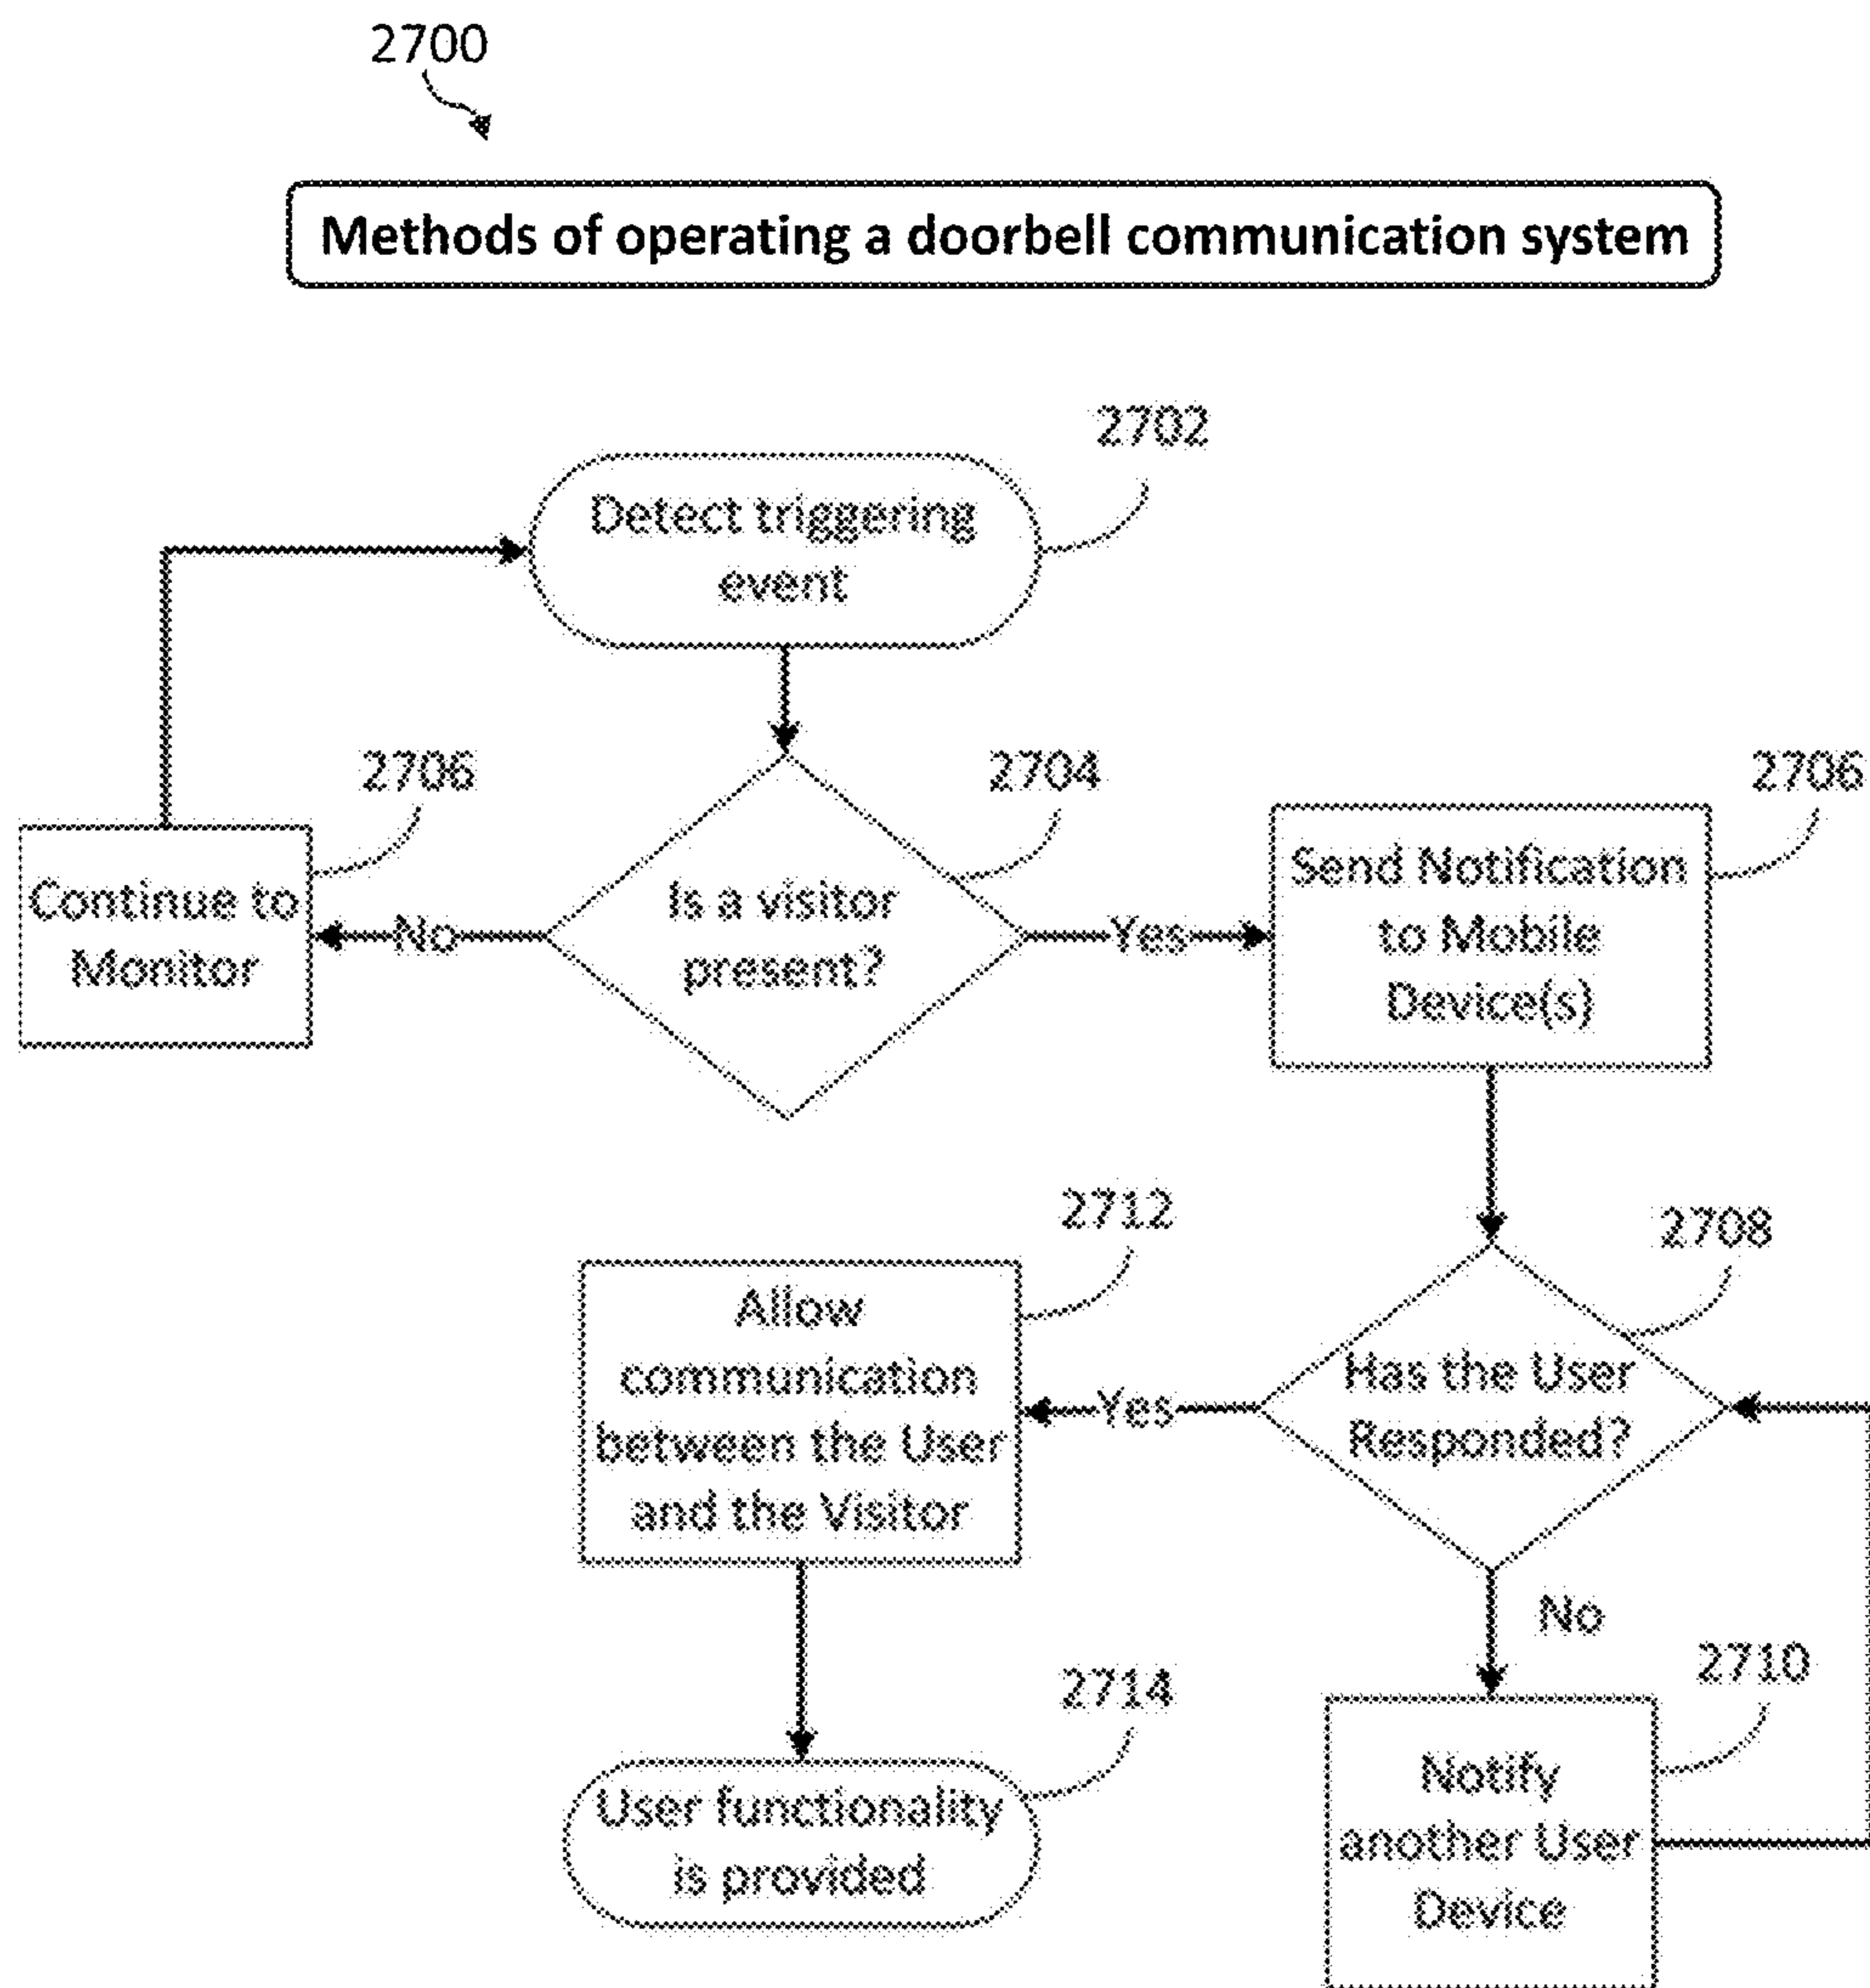 2700
Methods of operating a doorbell communication system
2702
Detect triggering
event
2706
2704
2706
Continue to
Monitor
No
Is a visitor
present?
Yes
Send Notification
to Mobile
Device(s)
2712
2708
Allow
communication
between the User
and the Visitor
Yes
Has the User
Responded?
No
2714
2710
User functionality
is provided
Notify
another User
Device